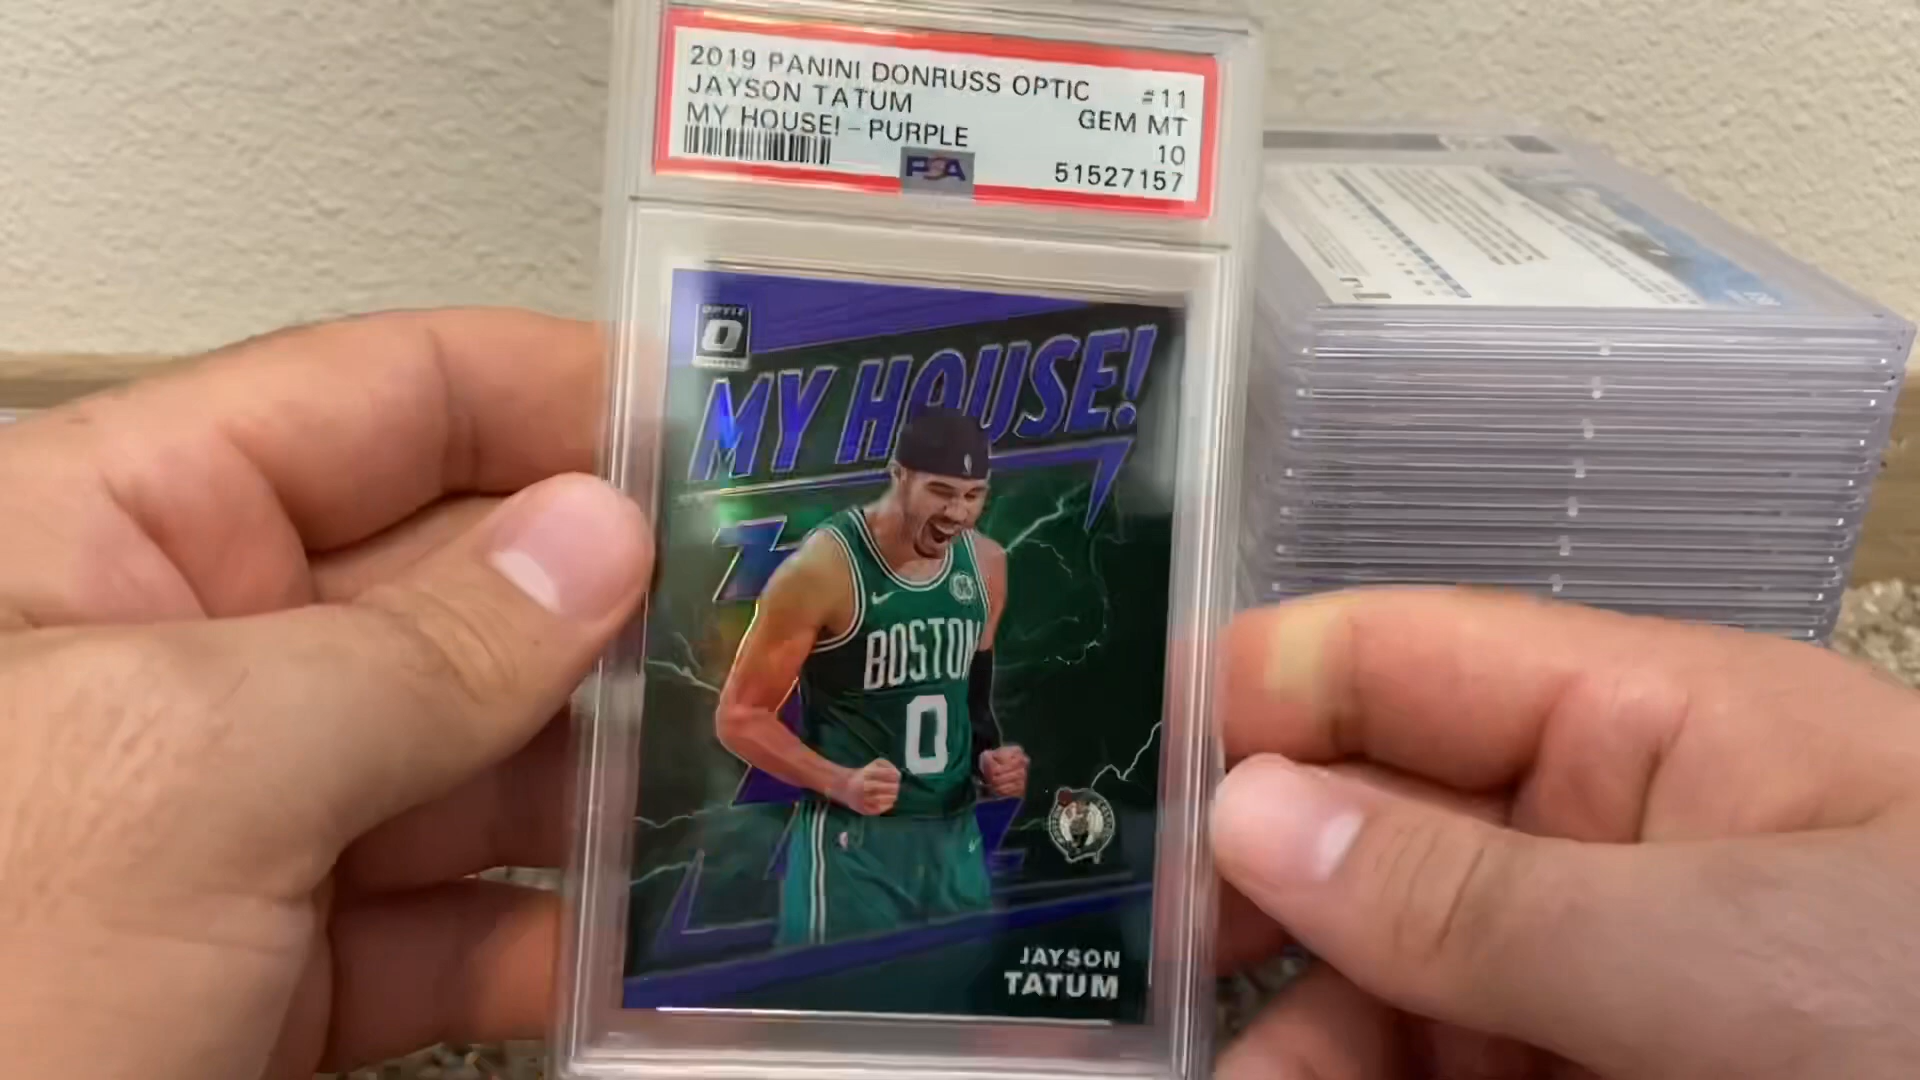 2019 PANINI DONRUSS OPTIC #11
JAYSON TATUM GEM MT
MY HOUSE! - PURPLE 10
PSA 51527157
OPTIC
MY HOUSE!
BOSTON
0
JAYSON
TATUM